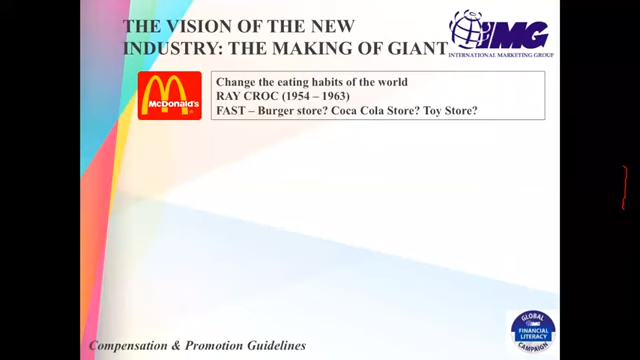 THE VISION OF THE NEW
INDUSTRY: THE MAKING OF GIANT
IMG
INTERNATIONAL MARKETING GROUP
McDonald's
Change the eating habits of the world
RAY CROC (1954 – 1963)
FAST – Burger store? Coca Cola Store? Toy Store?
GLOBAL
FINANCIAL
LITERACY
CAMPAIGN
Compensation & Promotion Guidelines